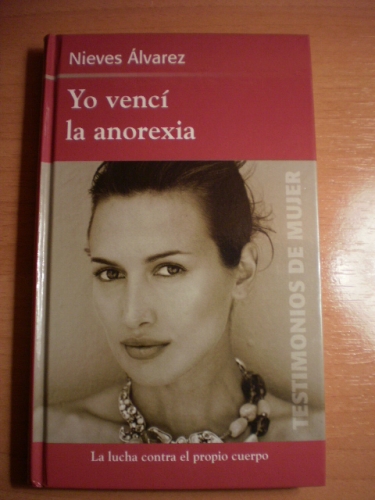 Nieves Álvarez
Yo vencí
la anorexia
TESTIMONIOS DE MUJER
La lucha contra el propio cuerpo